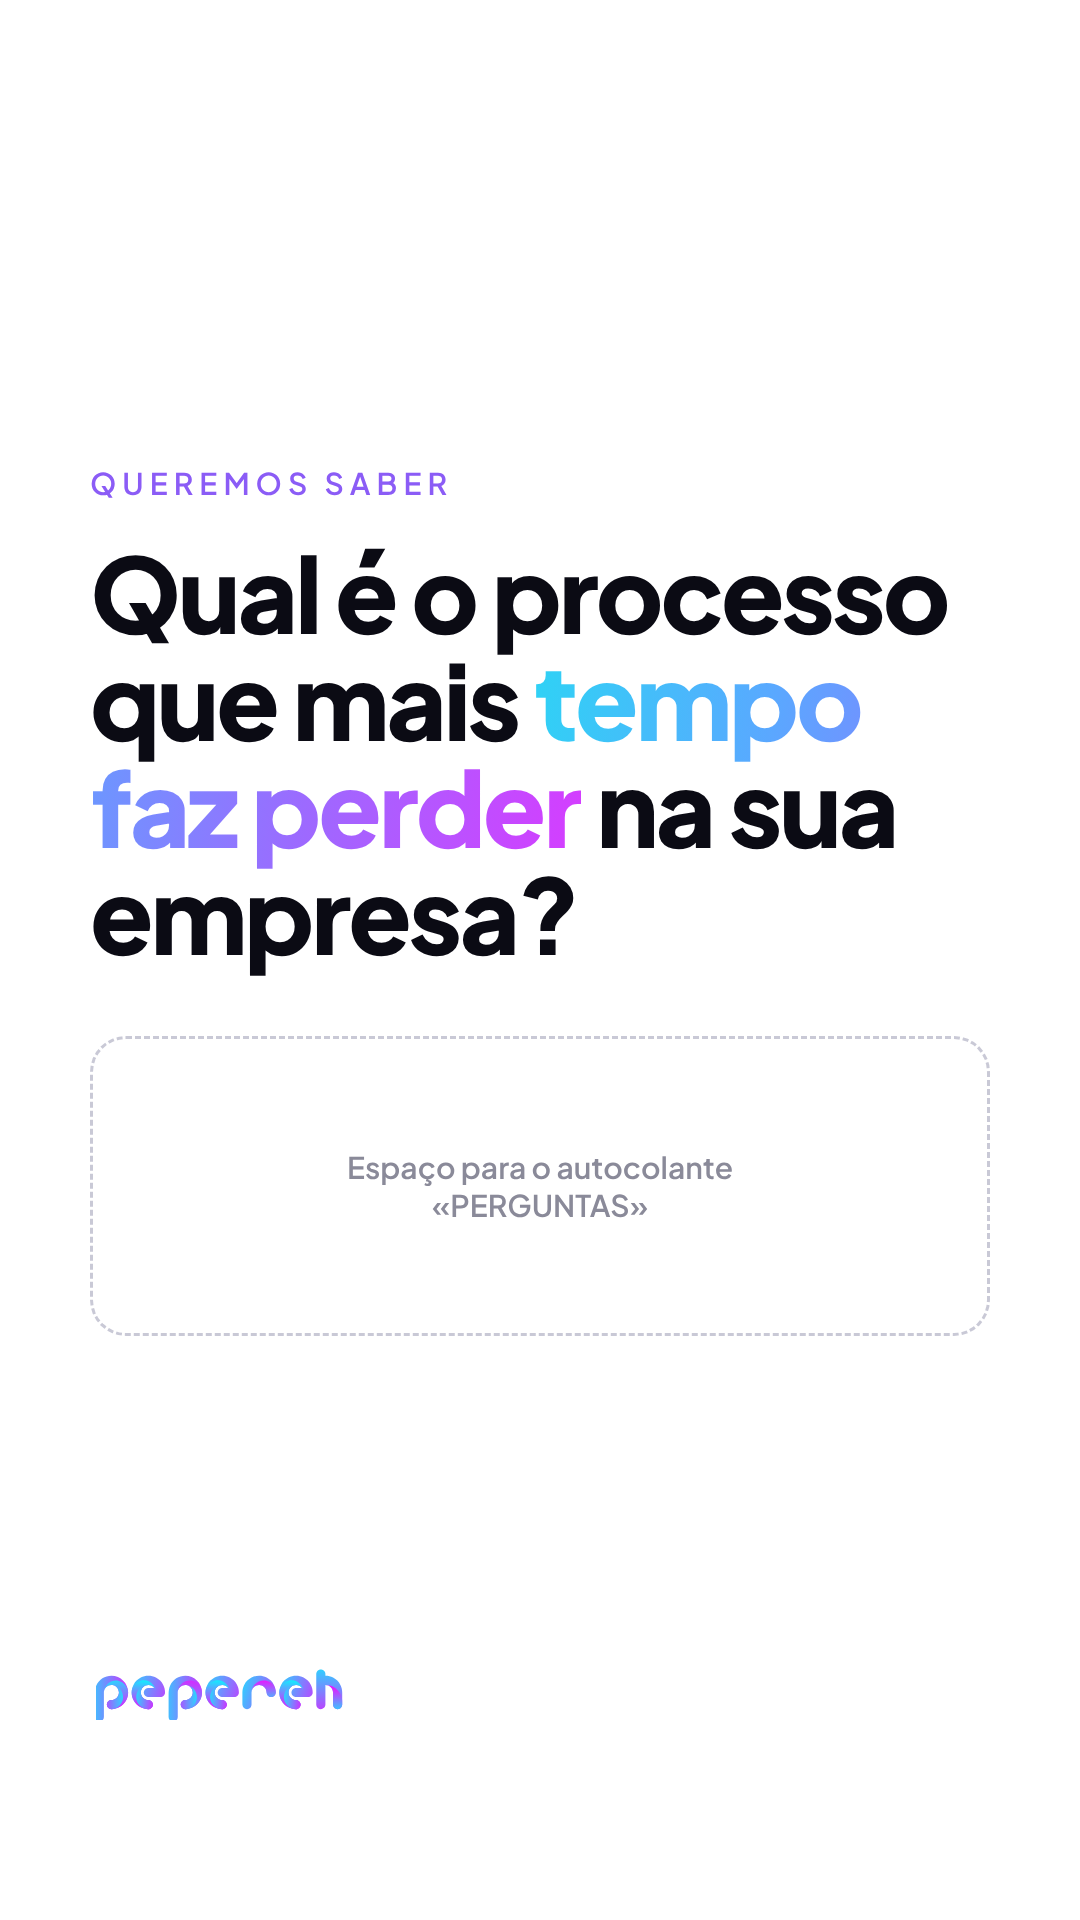 QUEREMOS SABER
Qual é o processo
que mais tempo
faz perder na sua
empresa?
Espaço para o autocolante
«PERGUNTAS»
pepereh